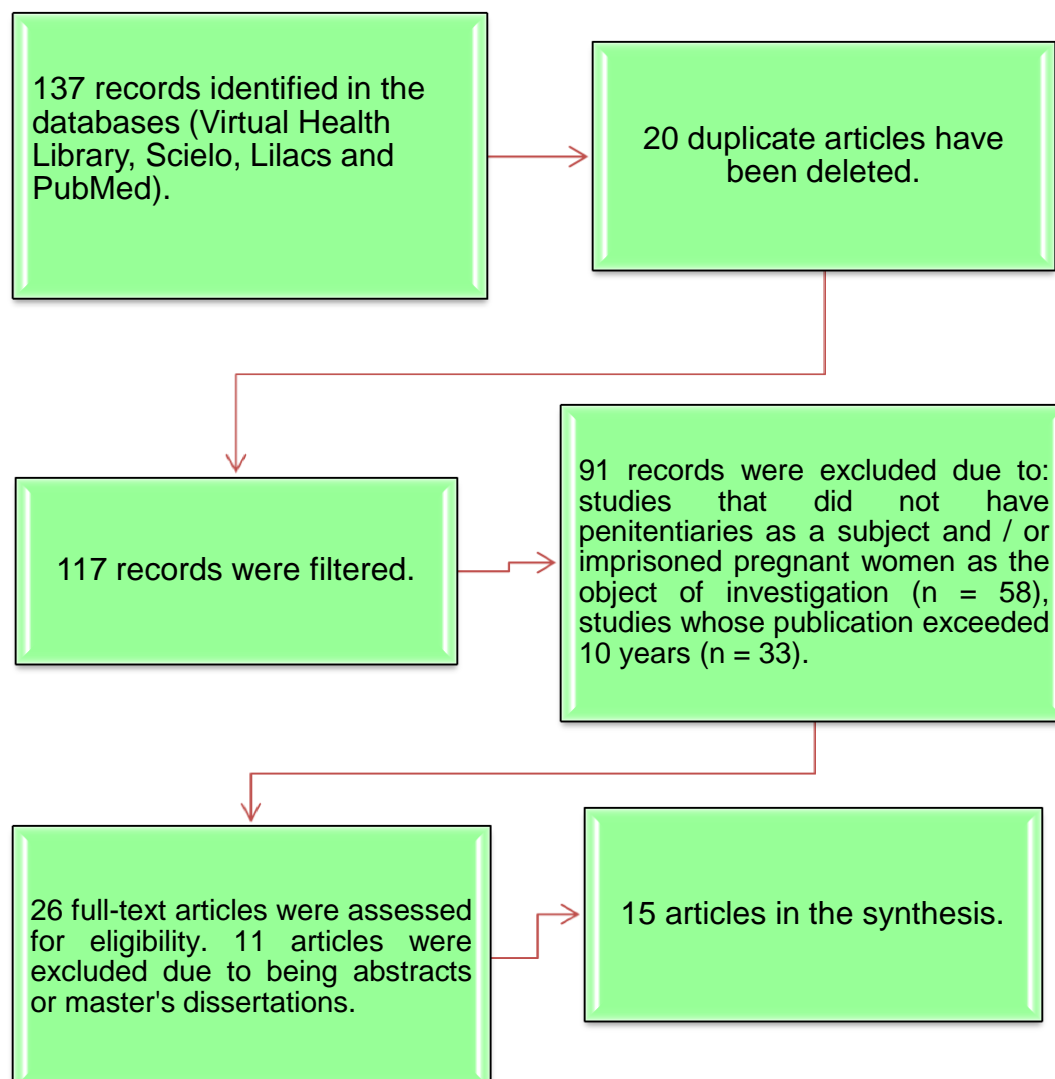 137 records identified in the
databases (Virtual Health
Library, Scielo, Lilacs and
PubMed).
20 duplicate articles have
been deleted.
117 records were filtered.
91 records were excluded due to:
studies that did not have
penitentiaries as a subject and / or
imprisoned pregnant women as the
object of investigation (n = 58),
studies whose publication exceeded
10 years (n = 33).
26 full-text articles were assessed
for eligibility. 11 articles were
excluded due to being abstracts
or master's dissertations.
15 articles in the synthesis.